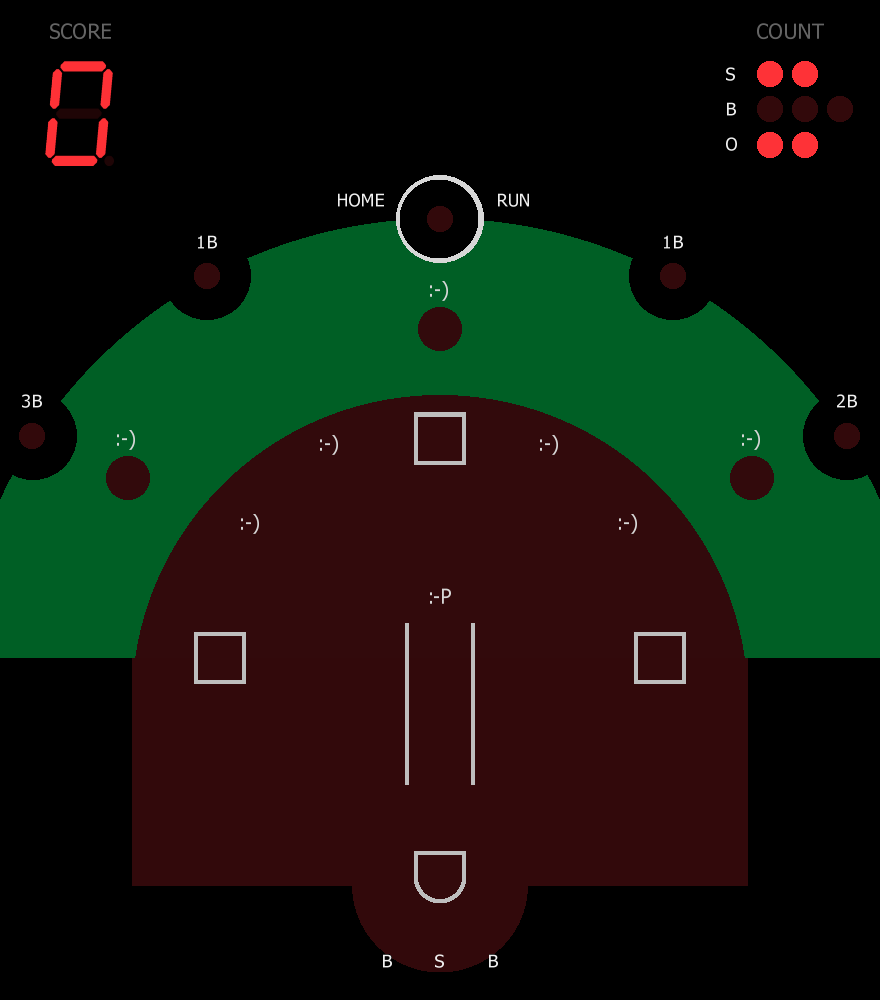 SCORE
COUNT
0
S
B
O
HOME RUN
1B
1B
:-)
3B
2B
:-)
:-)
:-)
:-)
:-)
:-)
:-P
B S B